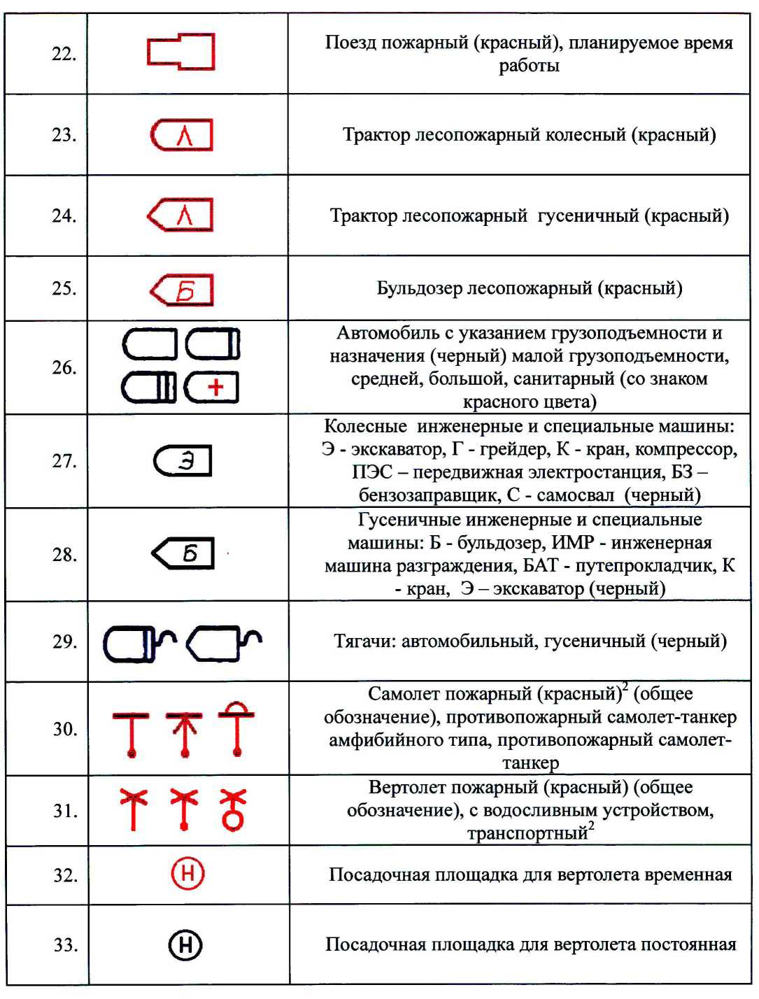 22.
Поезд пожарный (красный), планируемое время
работы
23.
Л
Трактор лесопожарный колесный (красный)
24.
Л
Трактор лесопожарный гусеничный (красный)
25.
Б
Бульдозер лесопожарный (красный)
26.
Автомобиль с указанием грузоподъемности и
назначения (черный) малой грузоподъемности,
средней, большой, санитарный (со знаком
красного цвета)
27.
Э
Колесные инженерные и специальные машины:
Э - экскаватор, Г - грейдер, К - кран, компрессор,
ПЭС – передвижная электростанция, БЗ –
бензозаправщик, С - самосвал (черный)
28.
Б
Гусеничные инженерные и специальные
машины: Б - бульдозер, ИМР - инженерная
машина разграждения, БАТ - путепрокладчик, К
- кран, Э – экскаватор (черный)
29.
Тягачи: автомобильный, гусеничный (черный)
30.
Самолет пожарный (красный)² (общее
обозначение), противопожарный самолет-танкер
амфибийного типа, противопожарный самолет-
танкер
31.
Вертолет пожарный (красный) (общее
обозначение), с водосливным устройством,
транспортный²
32.
Н
Посадочная площадка для вертолета временная
33.
Н
Посадочная площадка для вертолета постоянная